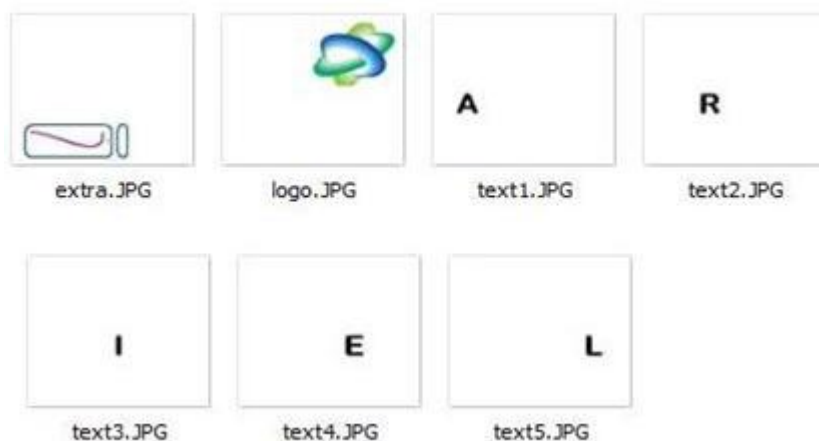 A R
extra.JPG logo.JPG text1.JPG text2.JPG
I E L
text3.JPG text4.JPG text5.JPG